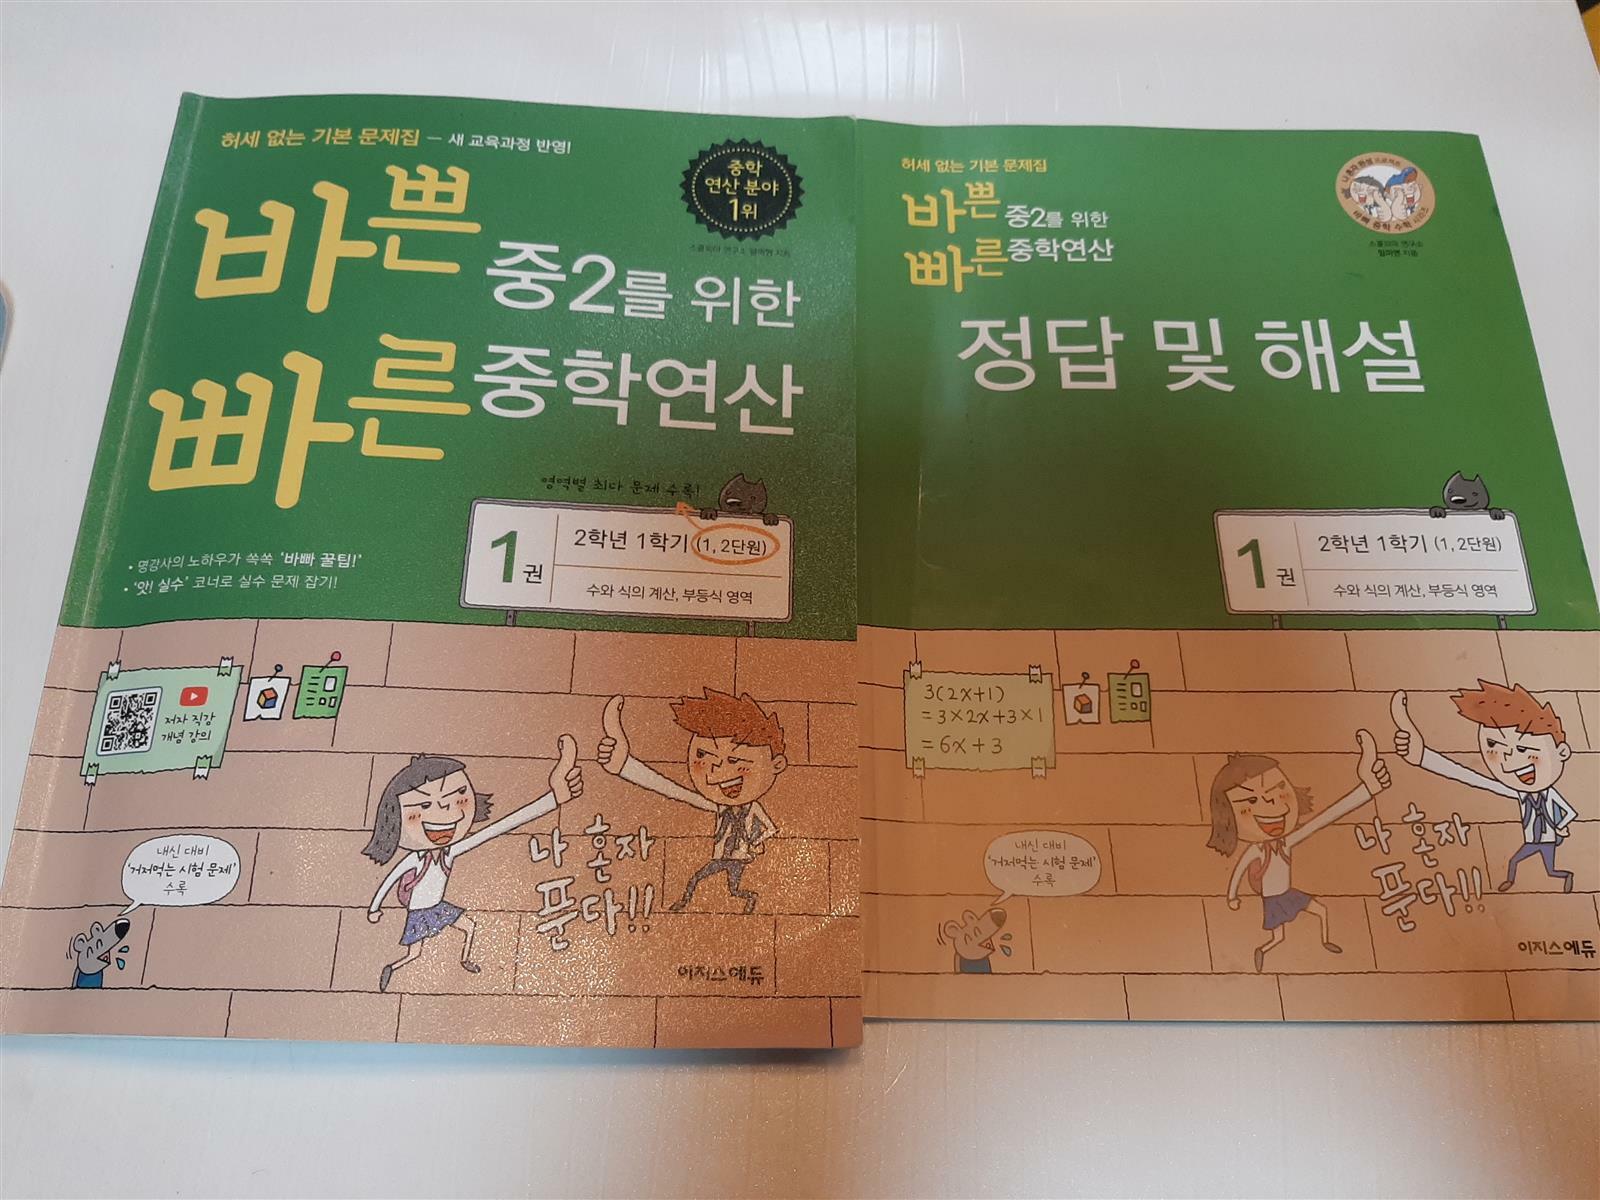 허세 없는 기본 문제집 – 새 교육과정 반영!
바쁜 중2를 위한
빠른 중학연산
중학
연산 분야
1위
영역별 최다 문제 수록!
1권
2학년 1학기 (1, 2단원)
수와 식의 계산, 부등식 영역
• 명강사의 노하우가 쏙쏙 '바빠 꿀팁!'
• '앗! 실수' 코너로 실수 문제 잡기!
저자 직강
개념 강의
나 혼자
푼다!!
내신 대비
'거저먹는 시험 문제'
수록
이지스에듀
허세 없는 기본 문제집
바쁜 중2를 위한
빠른 중학연산
바빠 중학 수학 시리즈
정답 및 해설
1권
2학년 1학기 (1, 2단원)
수와 식의 계산, 부등식 영역
3(2x+1)
=3×2x+3×1
=6x+3
나 혼자
푼다!!
내신 대비
'거저먹는 시험 문제'
수록
이지스에듀